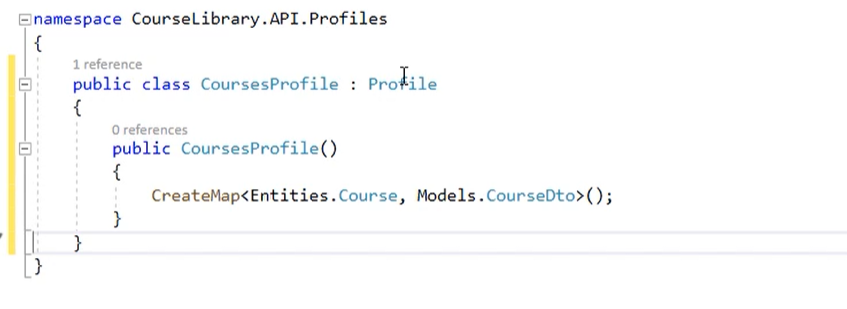 namespace CourseLibrary.API.Profiles
{
1 reference
public class CoursesProfile : Profile
{
0 references
public CoursesProfile()
{
CreateMap<Entities.Course, Models.CourseDto>();
}
}
}